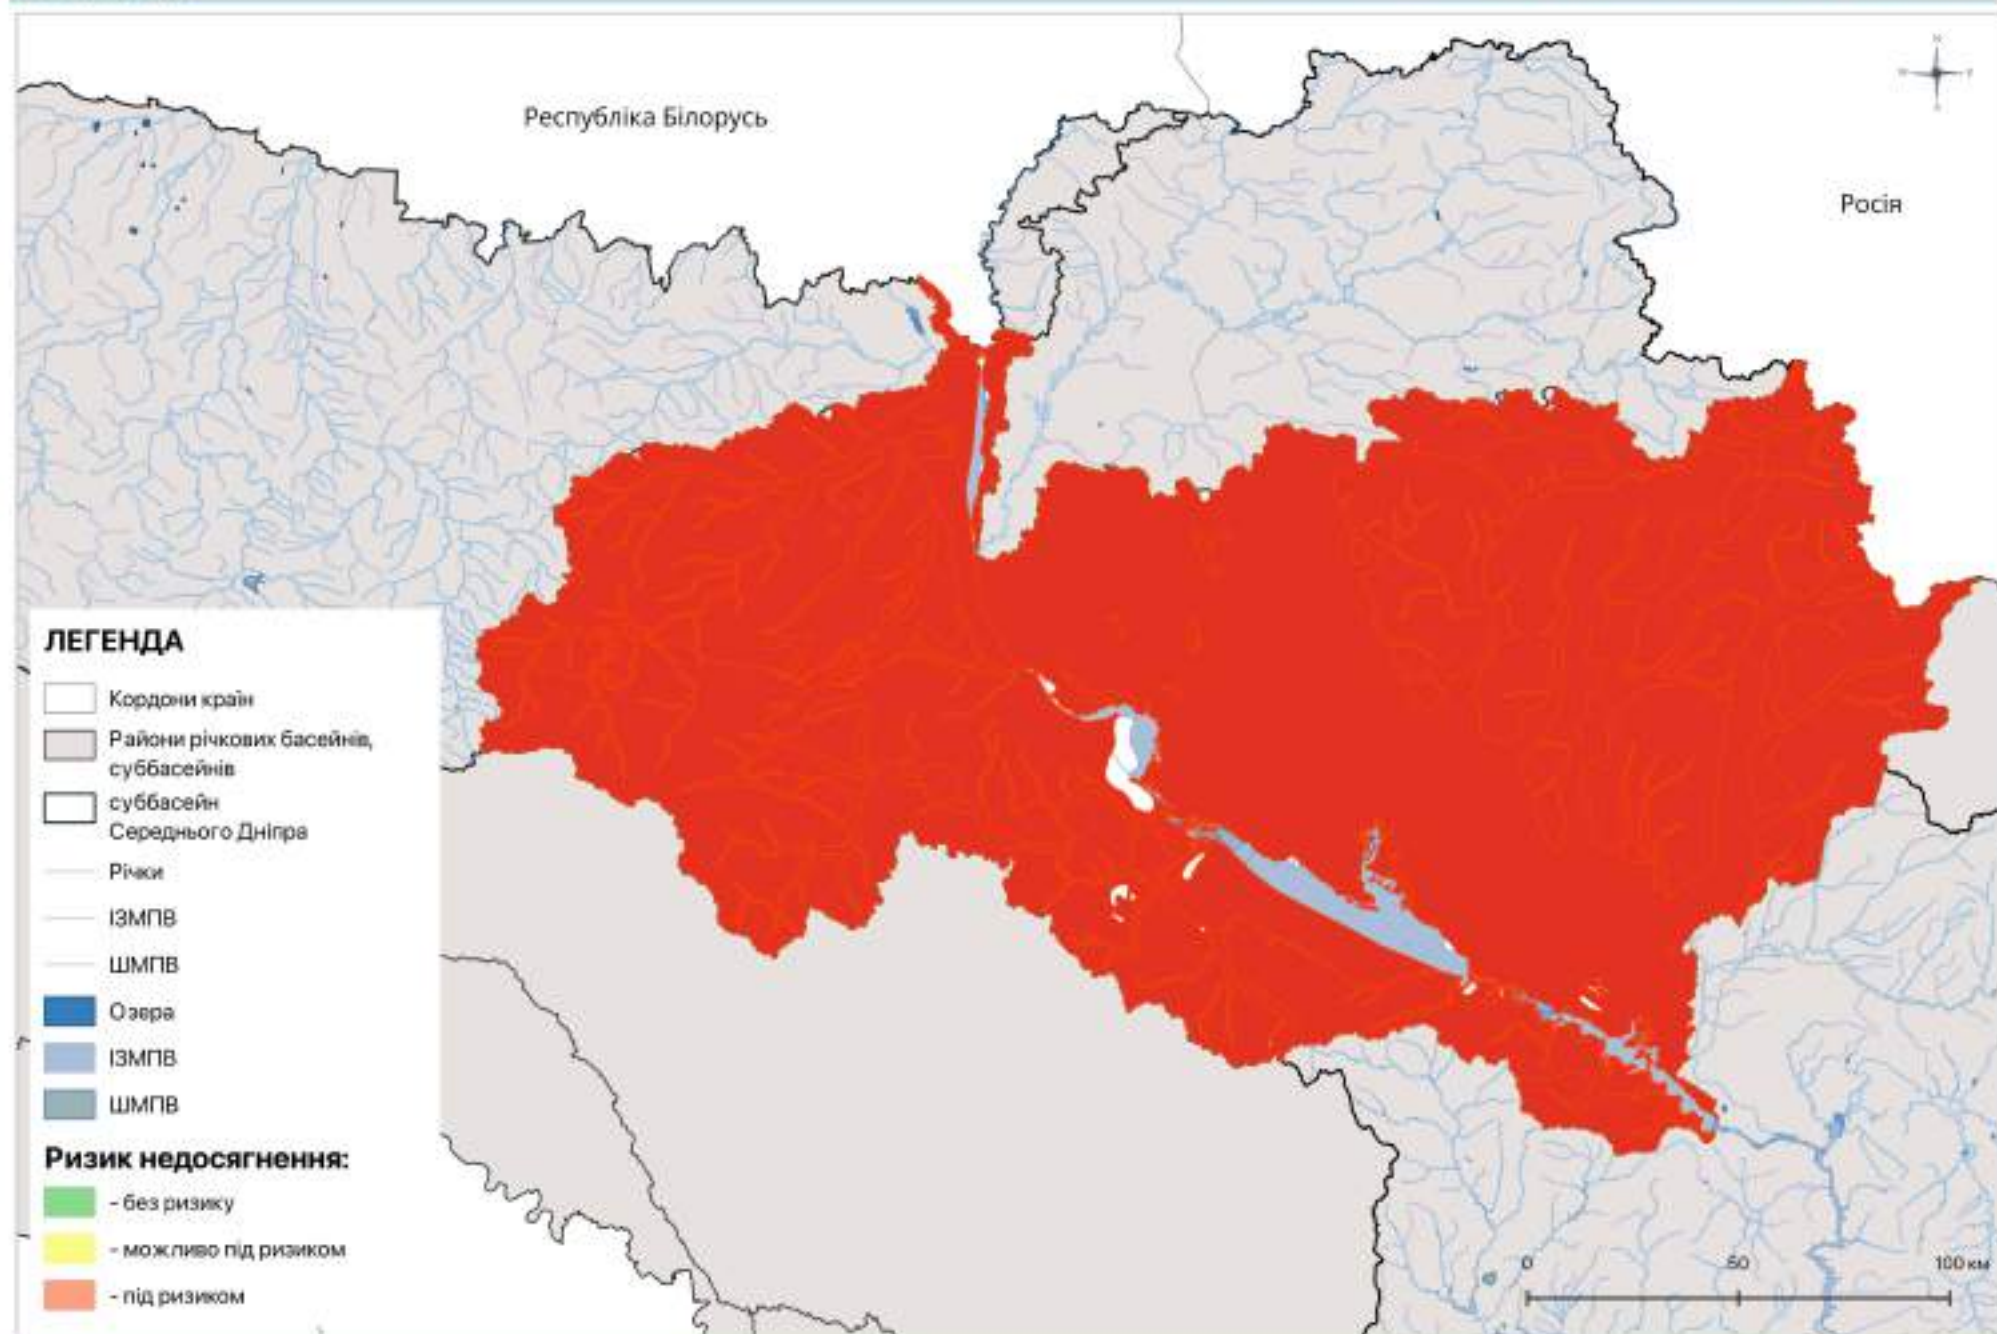 Республіка Білорусь
Росія
ЛЕГЕНДА
Кордони країн
Райони річкових басейнів,
суббасейнів
суббасейн
Середнього Дніпра
Річки
ІЗМПВ
ШМПВ
Озера
ІЗМПВ
ШМПВ
Ризик недосягнення:
- без ризику
- можливо під ризиком
- під ризиком
0 50 100 км